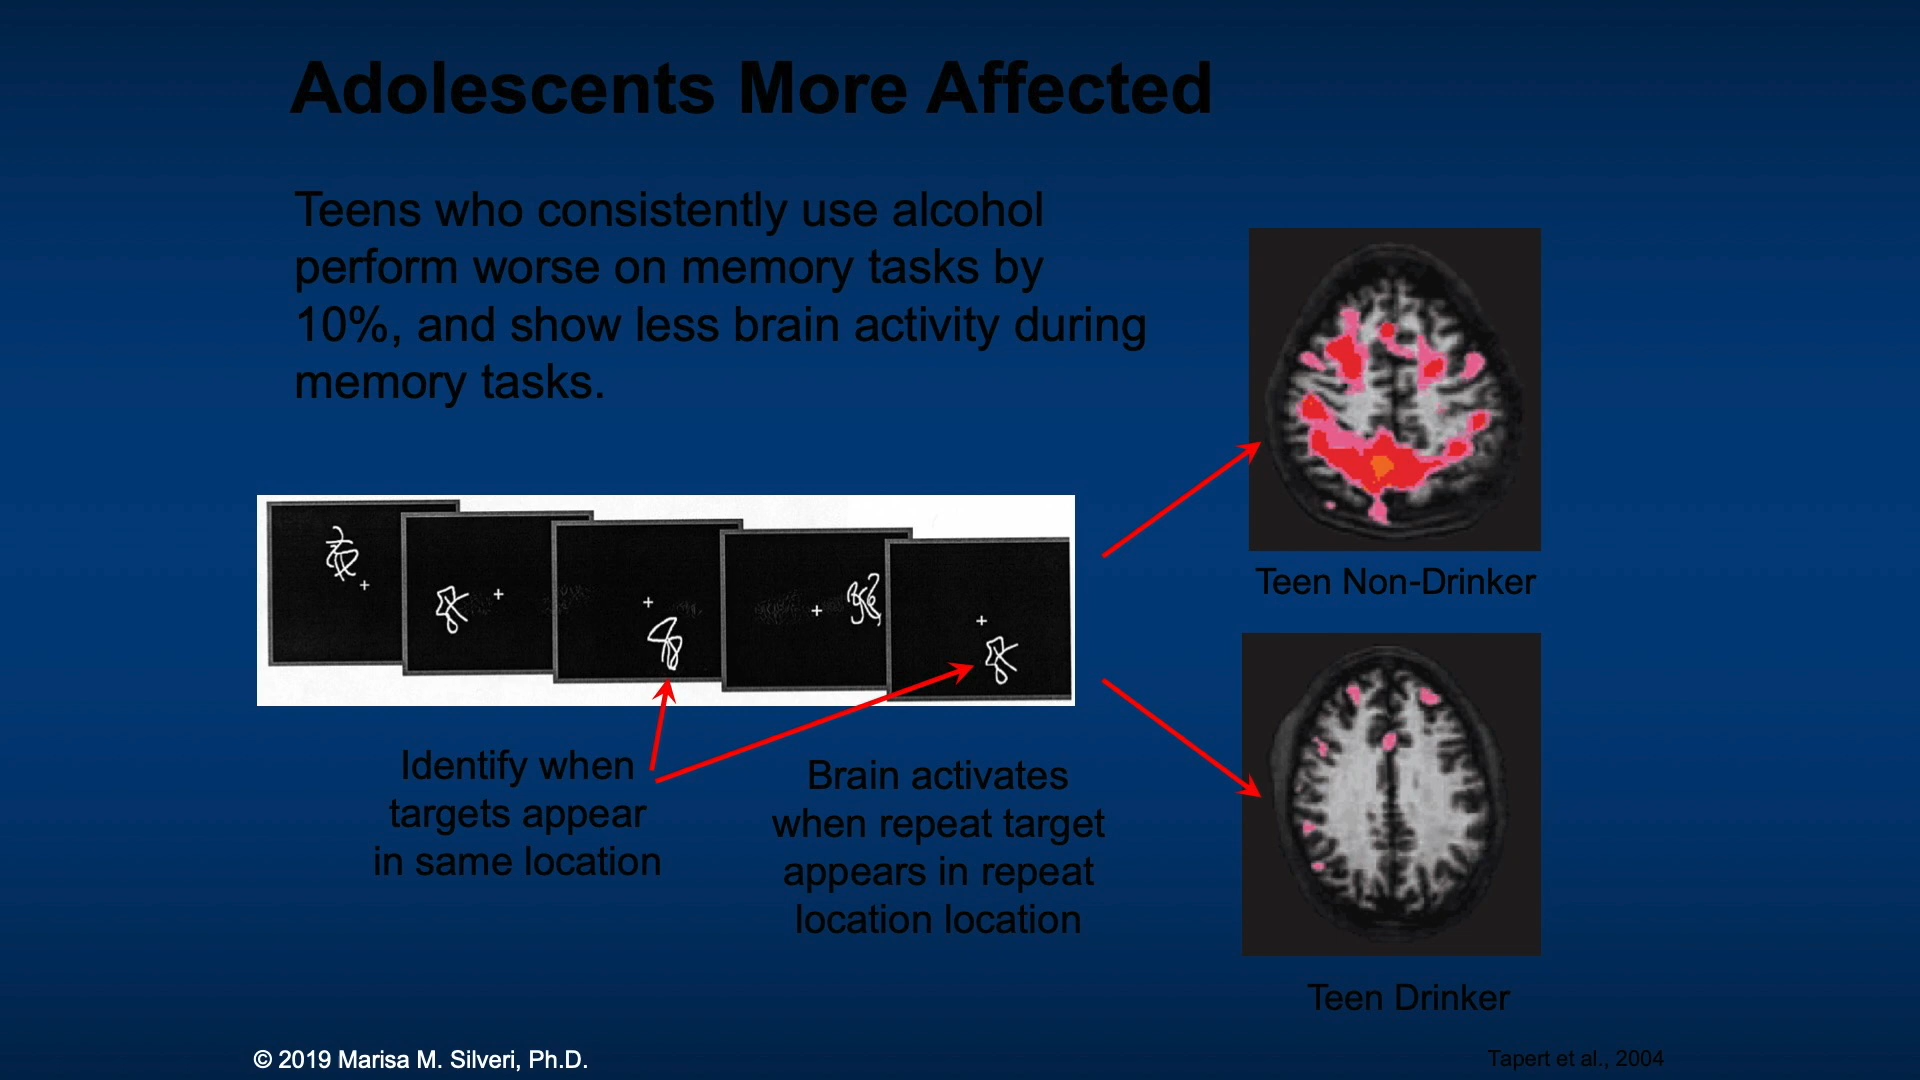 Adolescents More Affected
Teens who consistently use alcohol
perform worse on memory tasks by
10%, and show less brain activity during
memory tasks.
Teen Non-Drinker
Identify when
targets appear
in same location
Brain activates
when repeat target
appears in repeat
location location
Teen Drinker
© 2019 Marisa M. Silveri, Ph.D.
Tapert et al., 2004